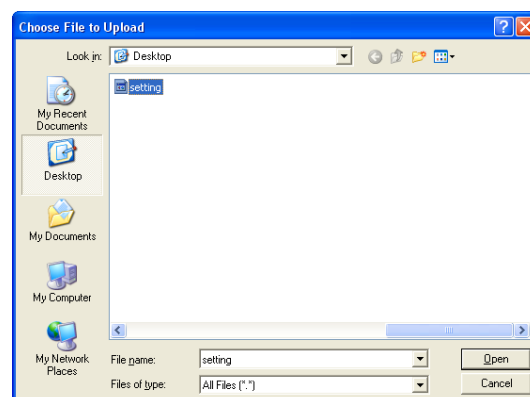 Choose File to Upload
Look in:
Desktop
setting
My Recent
Documents
Desktop
My Documents
My Computer
My Network
Places
File name:
setting
Open
Files of type:
All Files (*.*)
Cancel